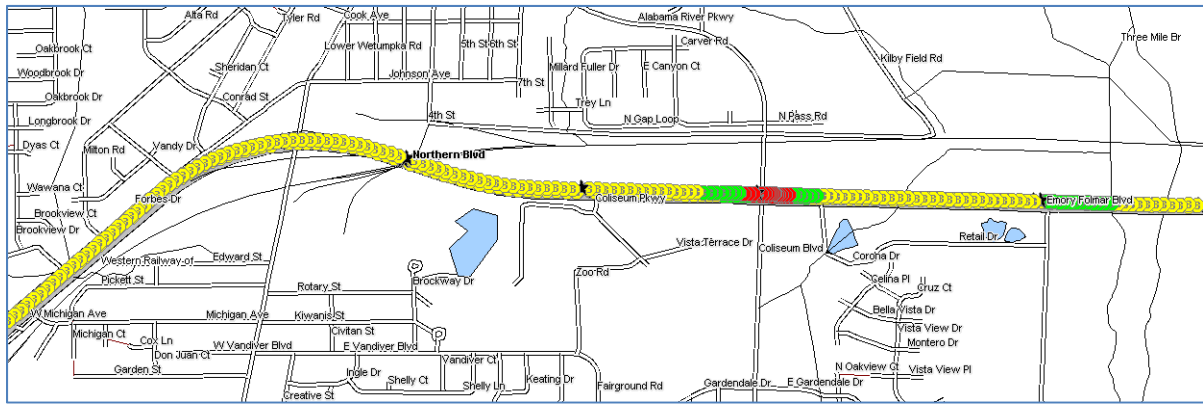 Alta Rd
Tyler Rd
Cook Ave
Alabama River Pkwy
Oakbrook Ct
Lower Wetumpka Rd
5th St
6th St
Carver Rd
Three Mile Br
Woodbrook Dr
Sheridan Ct
Millard Fuller Dr
E Canyon Ct
Kilby Field Rd
Johnson Ave
7th St
Oakbrook Dr
Conrad St
Trey Ln
Longbrook Dr
4th St
N Gap Loop
N Pass Rd
Dyas Ct
Milton Rd
Vandy Dr
Northern Blvd
Wawana Ct
Forbes Dr
Coliseum Pkwy
Emory Folmar Blvd
Brookview Ct
Brookview Dr
Vista Terrace Dr
Coliseum Blvd
Retail Dr
Western Railway of
Edward St
Corona Dr
Pickett St
Brockway Dr
Zoo Rd
Celina Pl
Rotary St
Cruz Ct
W Michigan Ave
Michigan Ave
Kiwanis St
Bella Vista Dr
Michigan Ct
Civitan St
Vista View Dr
Cox Ln
W Vandiver Blvd
E Vandiver Blvd
Montero Dr
Don Juan Ct
Vandiver Ct
Garden St
Ingle Dr
Shelly Ct
Shelly Ln
Keating Dr
Fairground Rd
Gardendale Dr
E Gardendale Dr
N Oakview Ct
Vista View Pl
Creative St